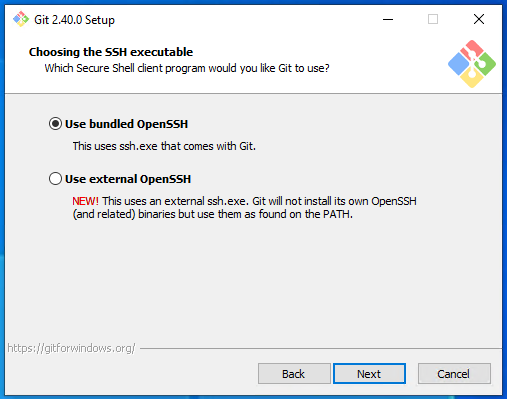 Git 2.40.0 Setup
Choosing the SSH executable
Which Secure Shell client program would you like Git to use?
Use bundled OpenSSH
This uses ssh.exe that comes with Git.
Use external OpenSSH
NEW! This uses an external ssh.exe. Git will not install its own OpenSSH
(and related) binaries but use them as found on the PATH.
https://gitforwindows.org/
Back Next Cancel